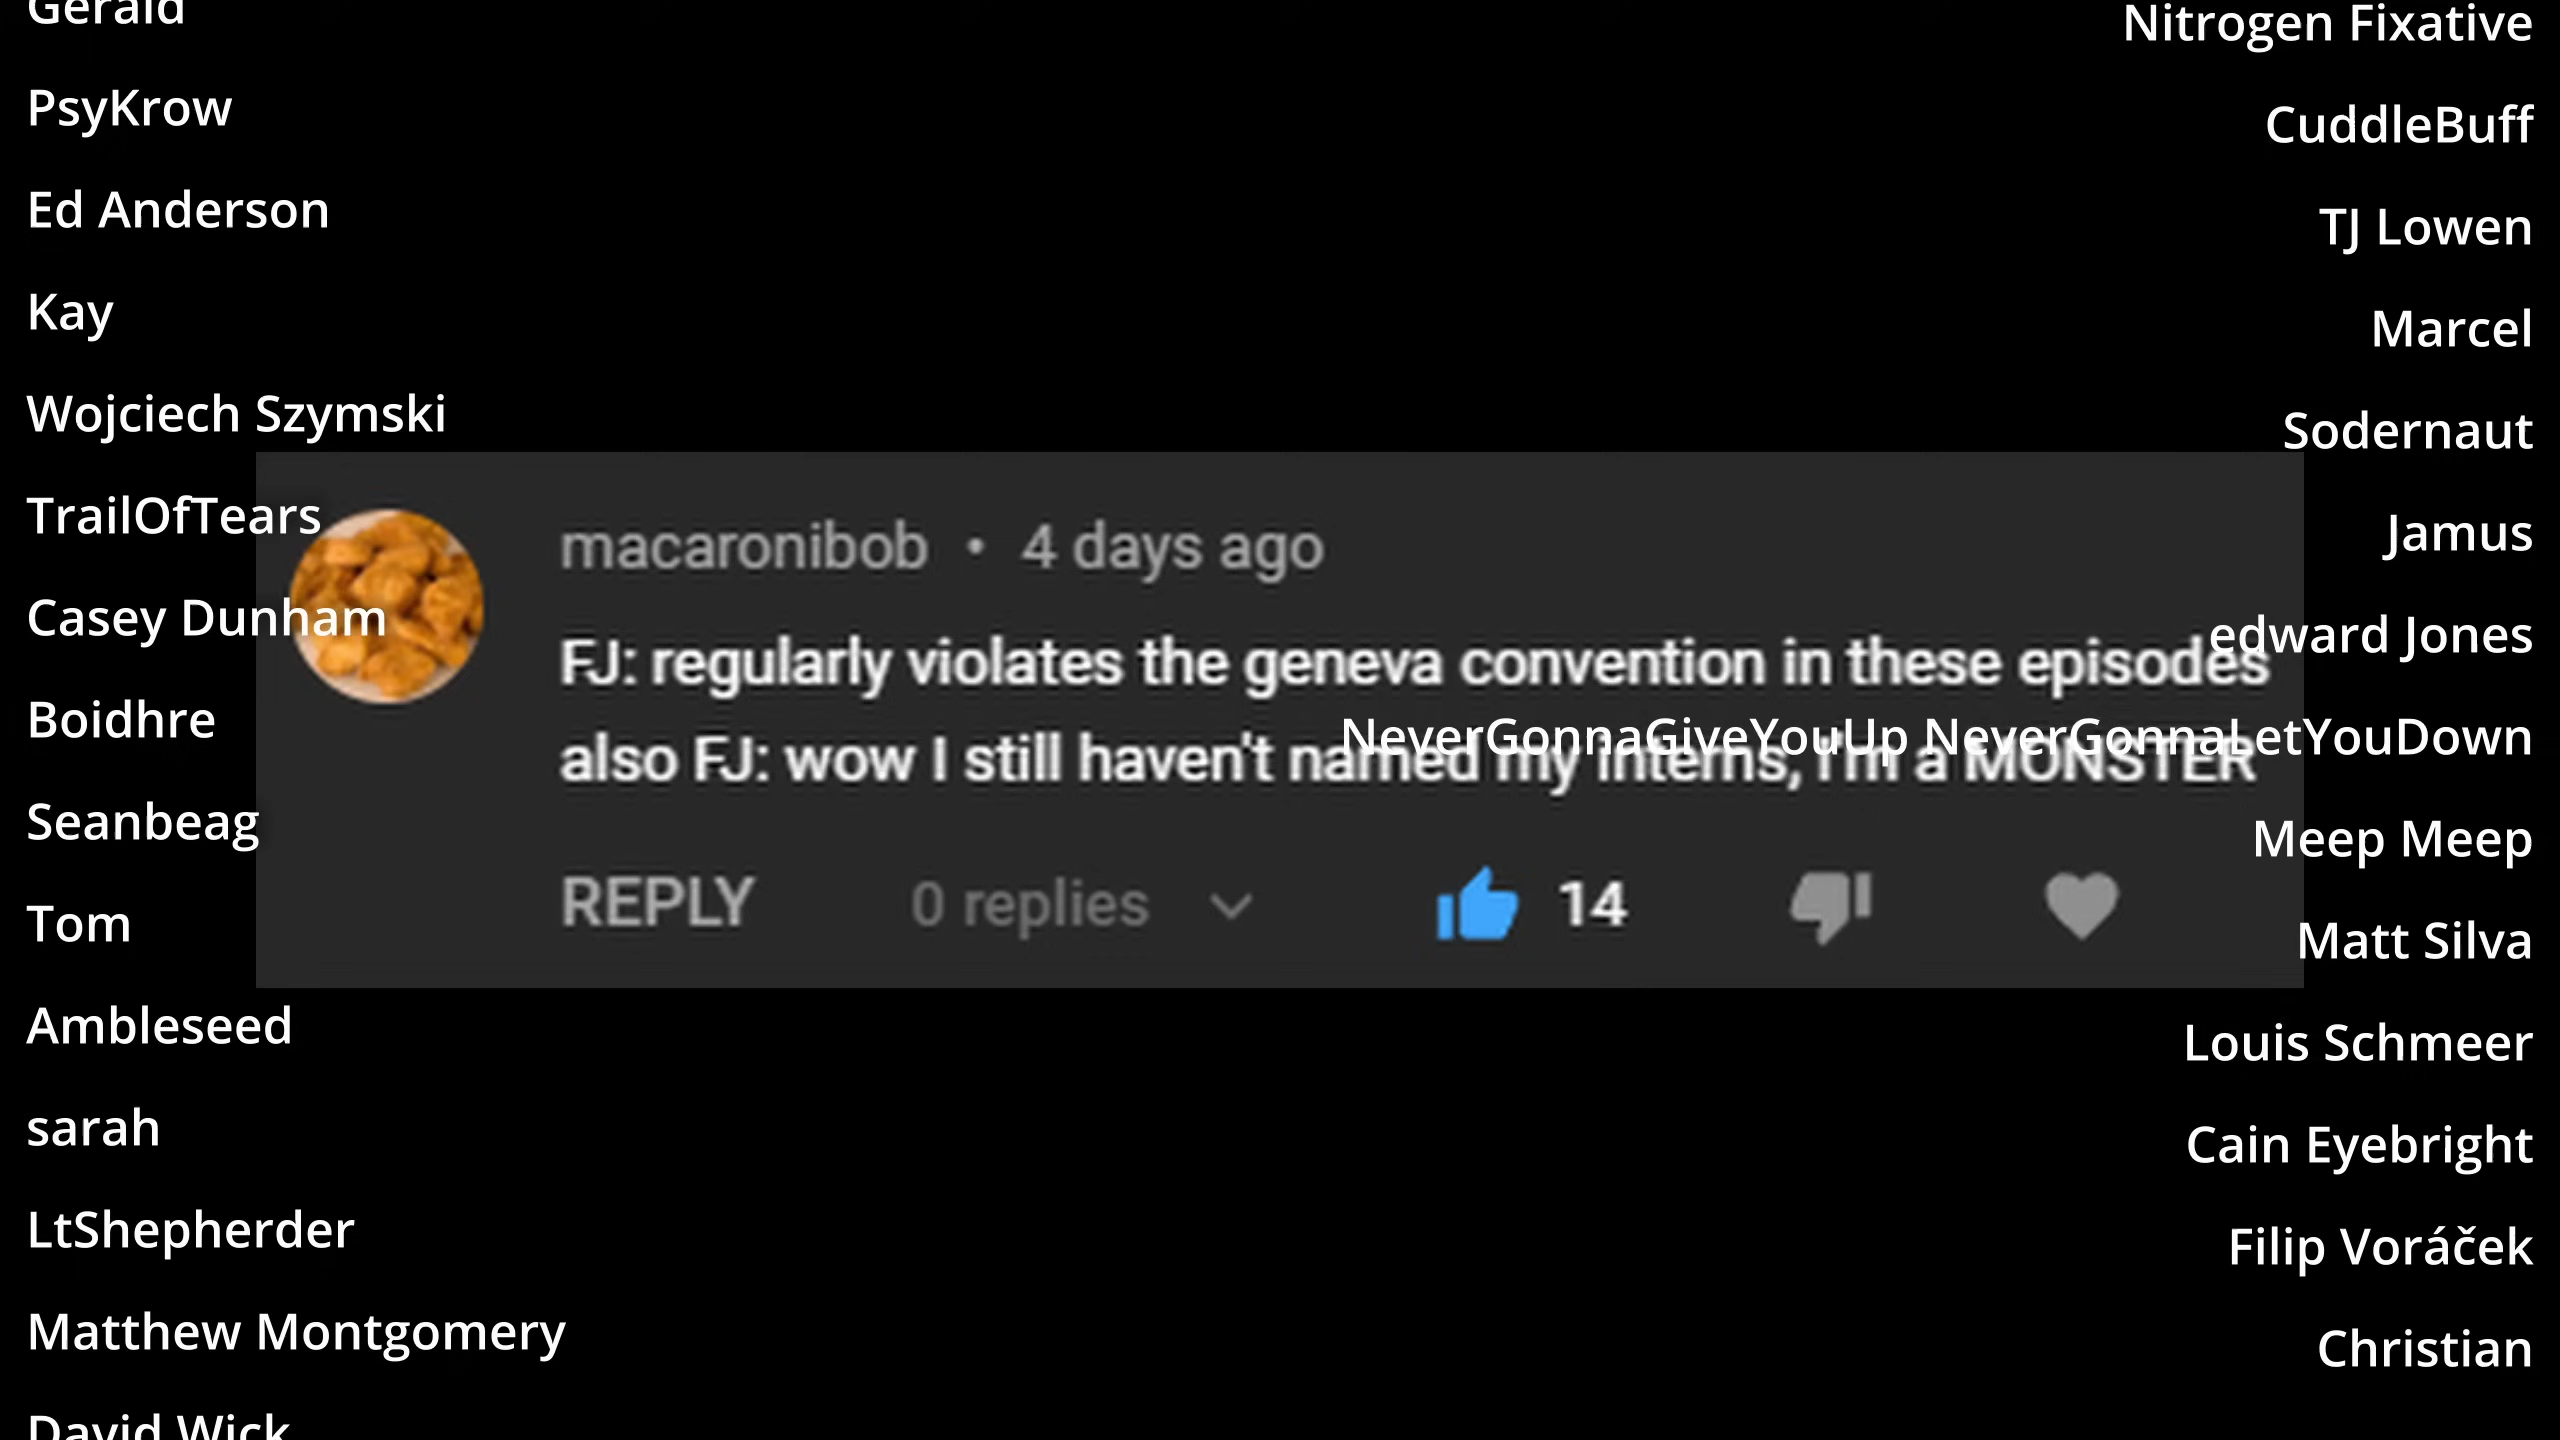 Gerald
PsyKrow
Ed Anderson
Kay
Wojciech Szymski
TrailOfTears
Casey Dunham
Boidhre
Seanbeag
Tom
Ambleseed
sarah
LtShepherder
Matthew Montgomery
David Wick
macaronibob • 4 days ago
FJ: regularly violates the geneva convention in these episodes
also FJ: wow I still haven't named my interns, I'm a MONSTER
REPLY 0 replies 14
Nitrogen Fixative
CuddleBuff
TJ Lowen
Marcel
Sodernaut
Jamus
edward Jones
NeverGonnaGiveYouUp NeverGonnaLetYouDown
Meep Meep
Matt Silva
Louis Schmeer
Cain Eyebright
Filip Voráček
Christian